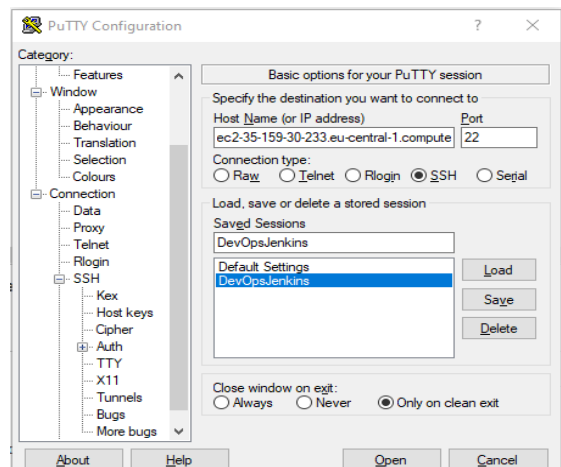 PuTTY Configuration
Category:
Features
Window
Appearance
Behaviour
Translation
Selection
Colours
Connection
Data
Proxy
Telnet
Rlogin
SSH
Kex
Host keys
Cipher
Auth
TTY
X11
Tunnels
Bugs
More bugs
Basic options for your PuTTY session
Specify the destination you want to connect to
Host Name (or IP address) Port
ec2-35-159-30-233.eu-central-1.compute 22
Connection type:
Raw Telnet Rlogin SSH Serial
Load, save or delete a stored session
Saved Sessions
DevOpsJenkins
Default Settings
DevOpsJenkins
Load
Save
Delete
Close window on exit:
Always Never Only on clean exit
About Help Open Cancel